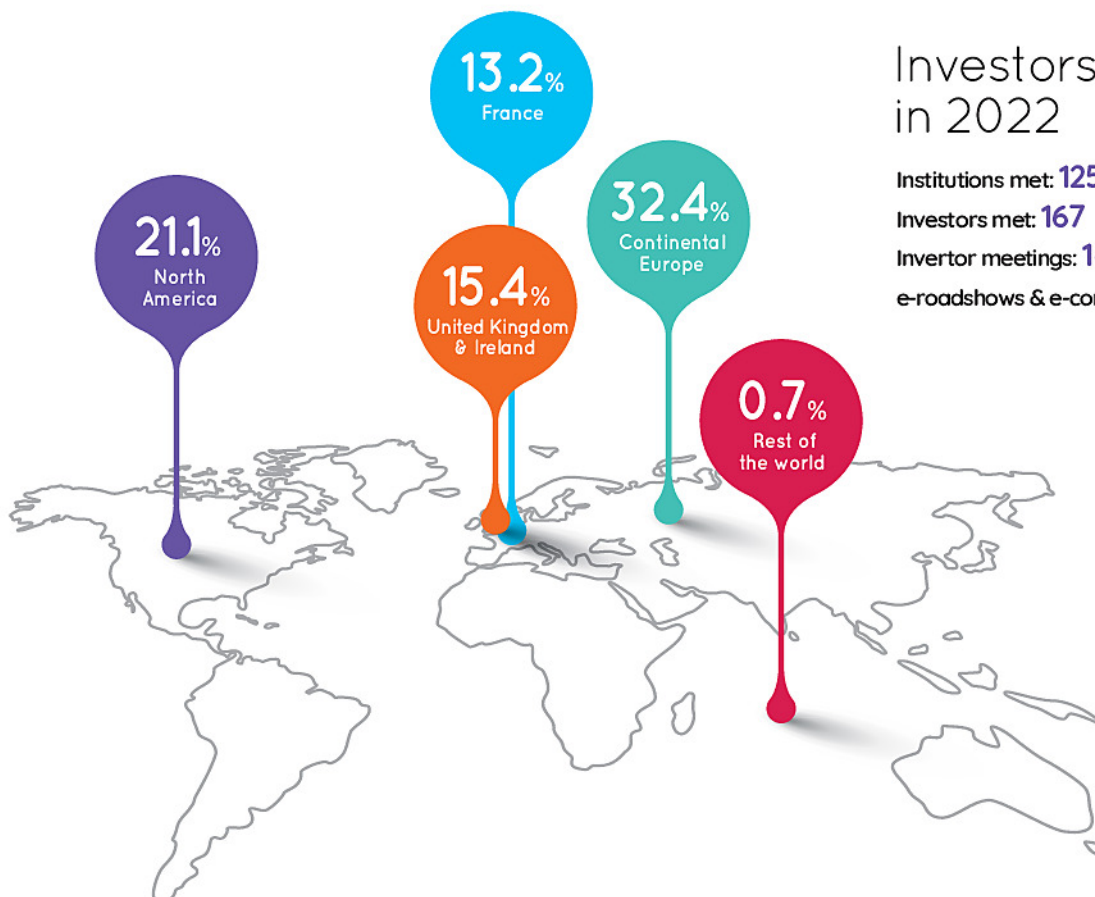 13.2%
France
Investors
in 2022
Institutions met: 125
Investors met: 167
Invertor meetings:
e-roadshows &
21.1%
North
America
32.4%
Continental
Europe
15.4%
United Kingdom
& Ireland
0.7%
Rest of
the world